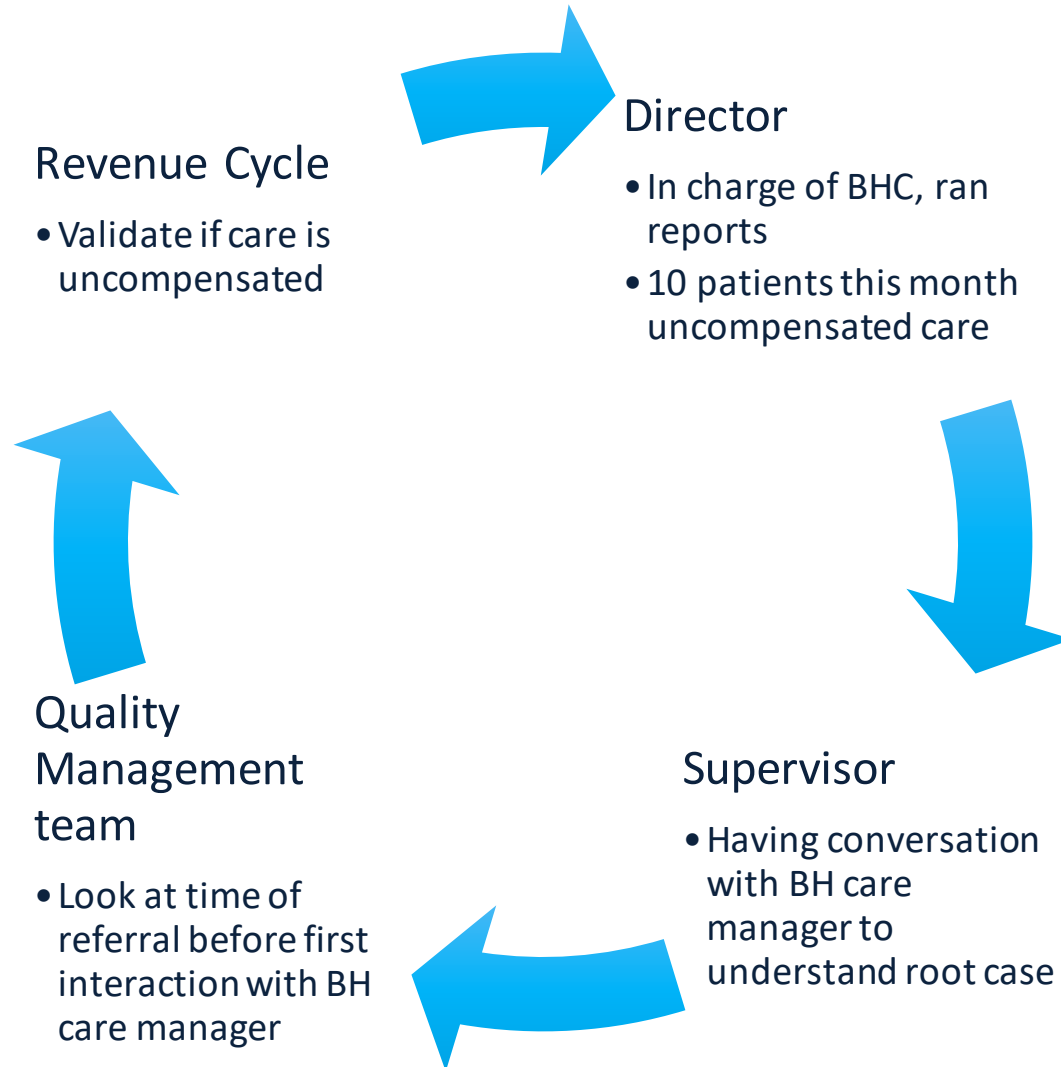 Revenue Cycle
•Validate if care is
uncompensated
Director
•In charge of BHC, ran
reports
•10 patients this month
uncompensated care
Supervisor
•Having conversation
with BH care
manager to
understand root case
Quality
Management
team
•Look at time of
referral before first
interaction with BH
care manager